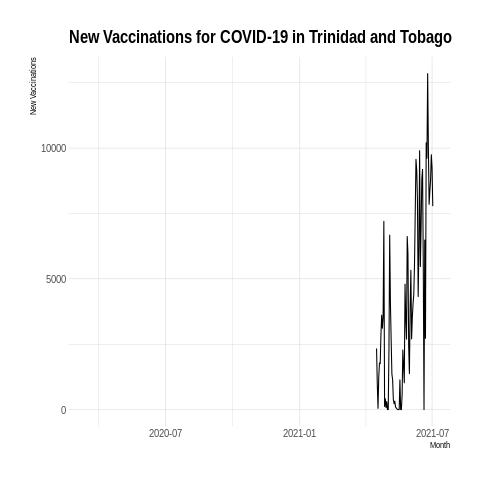 New Vaccinations for COVID-19 in Trinidad and Tobago
New Vaccinations
10000
5000
0
2020-07
2021-01
2021-07
Month